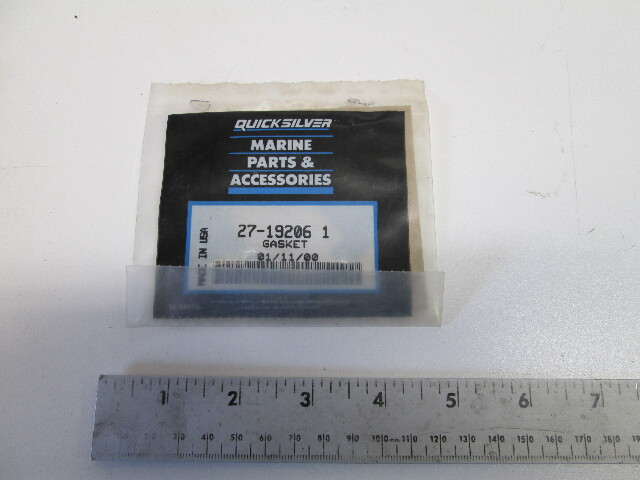 QUICKSILVER
MARINE
PARTS &
ACCESSORIES
MADE IN USA
27-19206 1
GASKET
01/11/00
1 2 3 4 5 6 7